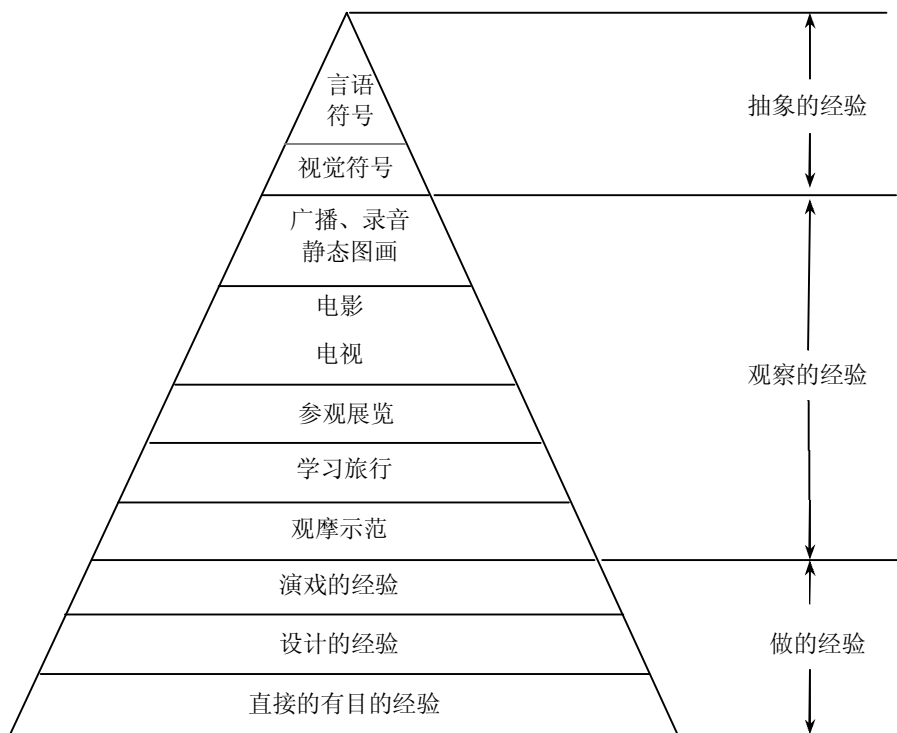 言语
符号
抽象的经验
视觉符号
广播、录音
静态图画
电影
电视
观察的经验
参观展览
学习旅行
观摩示范
演戏的经验
设计的经验
做的经验
直接的有目的经验